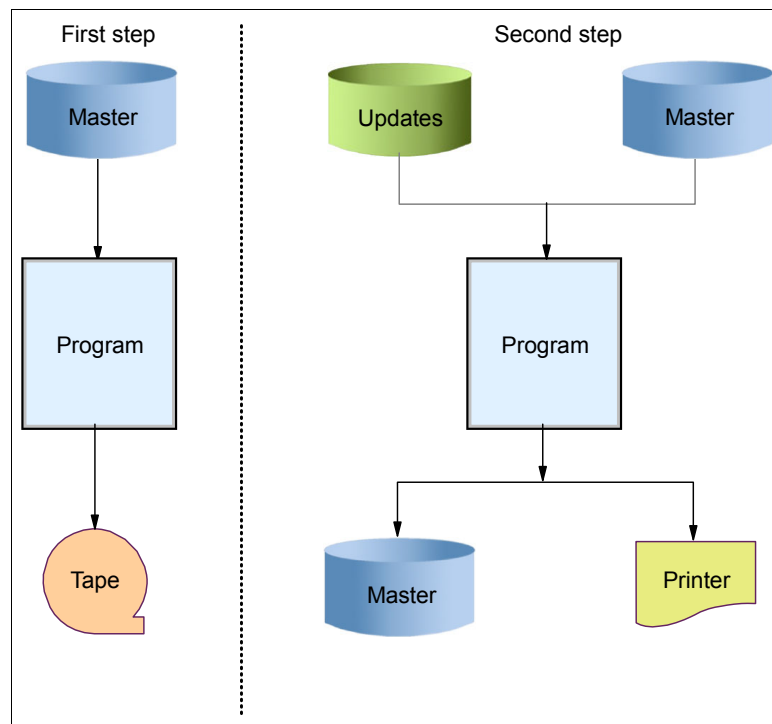 First step
Master
Program
Tape
Second step
Updates
Master
Program
Master
Printer